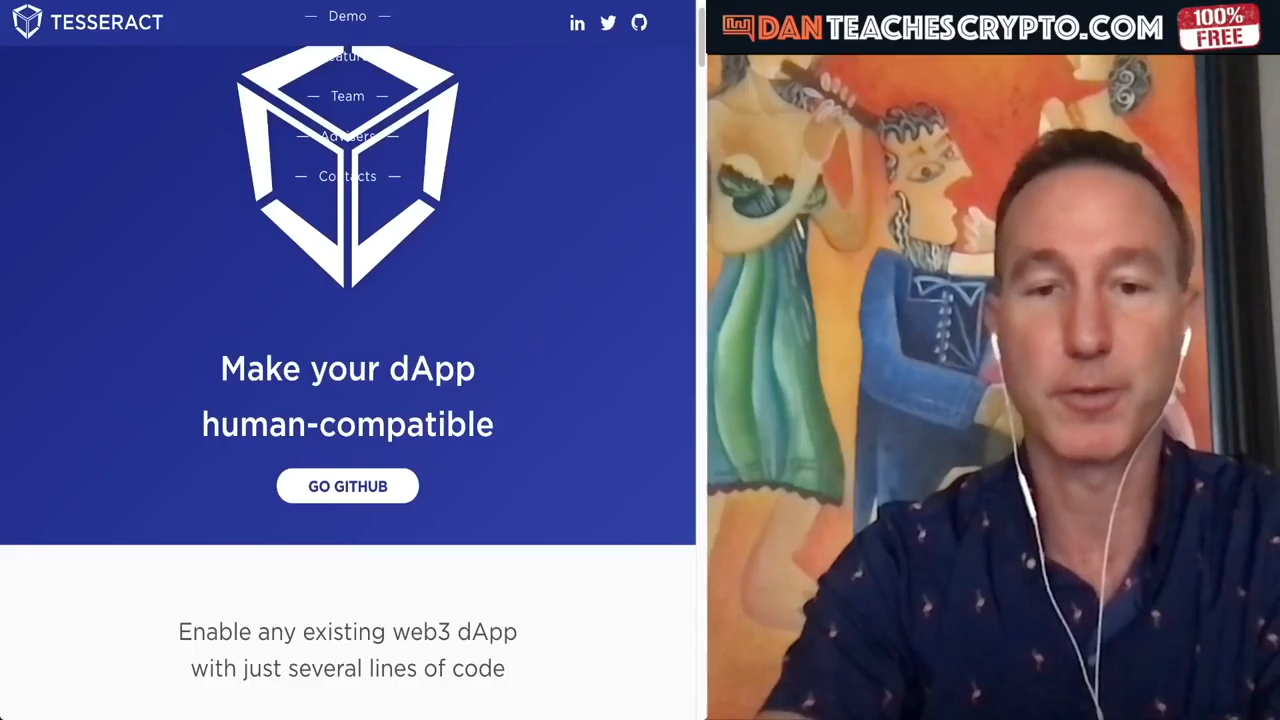 TESSERACT
Demo
Team
Advisers
Contacts
Make your dApp
human-compatible
GO GITHUB
Enable any existing web3 dApp
with just several lines of code
DANTEACHESCRYPTO.COM
100%
FREE